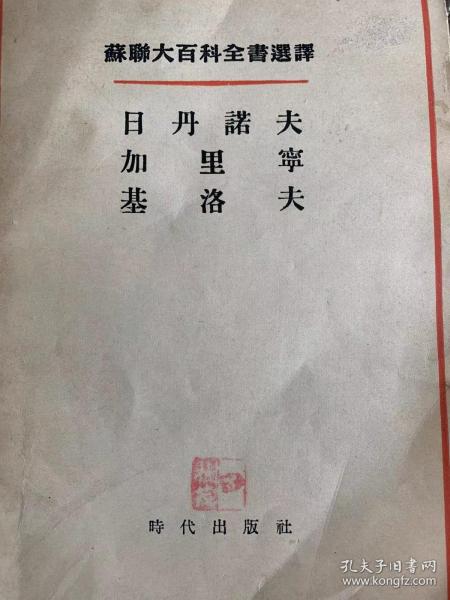 蘇聯大百科全書選譯
日丹諾夫
加里寧
基洛夫
時代出版社
孔夫子旧书网
www.kongfz.com